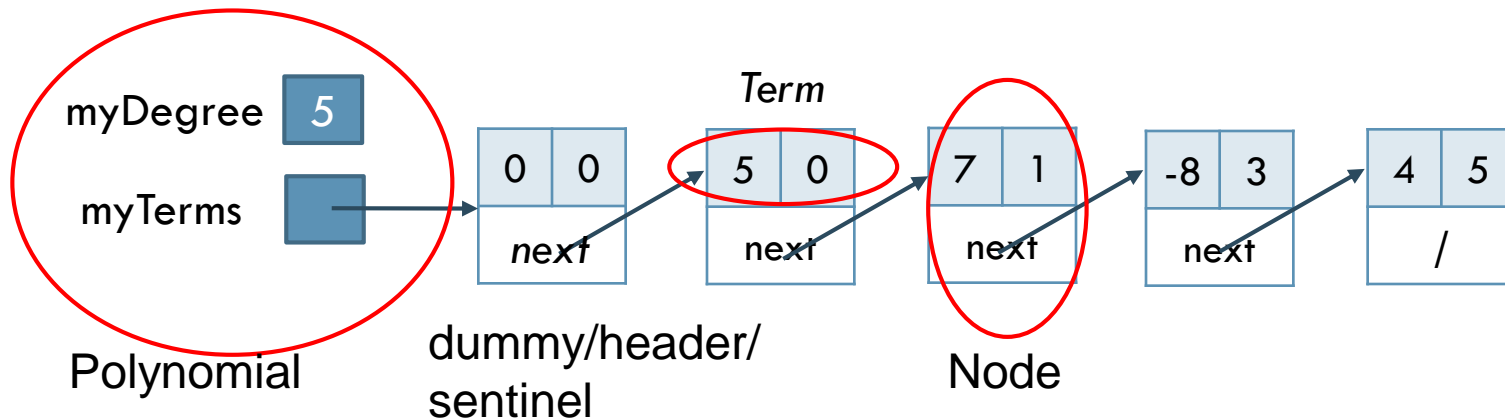 Term
myDegree 5
0 0 5 0 7 1 -8 3 4 5
myTerms
next next next next /
Polynomial
dummy/header/
sentinel
Node